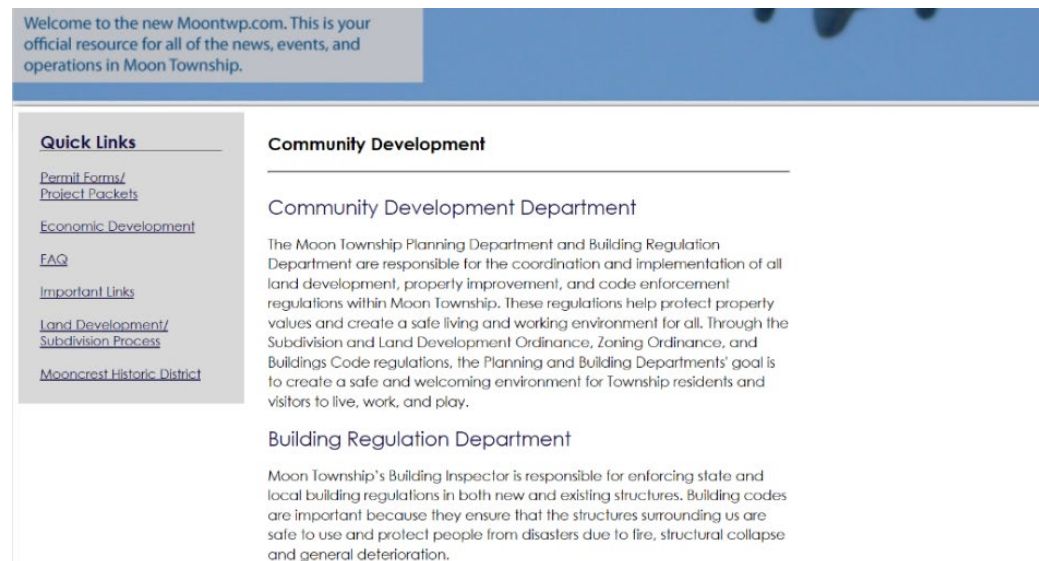 Welcome to the new Moontwp.com. This is your
official resource for all of the news, events, and
operations in Moon Township.
Quick Links
Permit Forms/
Project Packets
Economic Development
FAQ
Important Links
Land Development/
Subdivision Process
Mooncrest Historic District
Community Development
Community Development Department
The Moon Township Planning Department and Building Regulation
Department are responsible for the coordination and implementation of all
land development, property improvement, and code enforcement
regulations within Moon Township. These regulations help protect property
values and create a safe living and working environment for all. Through the
Subdivision and Land Development Ordinance, Zoning Ordinance, and
Buildings Code regulations, the Planning and Building Departments' goal is
to create a safe and welcoming environment for Township residents and
visitors to live, work, and play.
Building Regulation Department
Moon Township's Building Inspector is responsible for enforcing state and
local building regulations in both new and existing structures. Building codes
are important because they ensure that the structures surrounding us are
safe to use and protect people from disasters due to fire, structural collapse
and general deterioration.